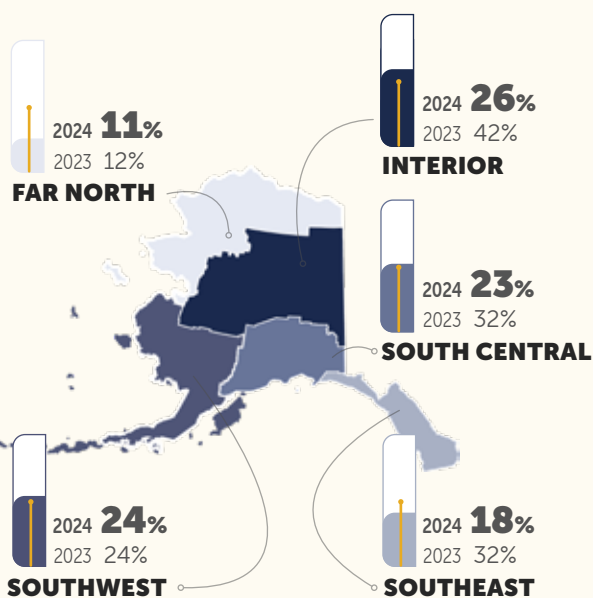 2024 26%
2023 42%
INTERIOR
2024 11%
2023 12%
FAR NORTH
2024 23%
2023 32%
SOUTH CENTRAL
2024 24%
2023 24%
SOUTHWEST
2024 18%
2023 32%
SOUTHEAST